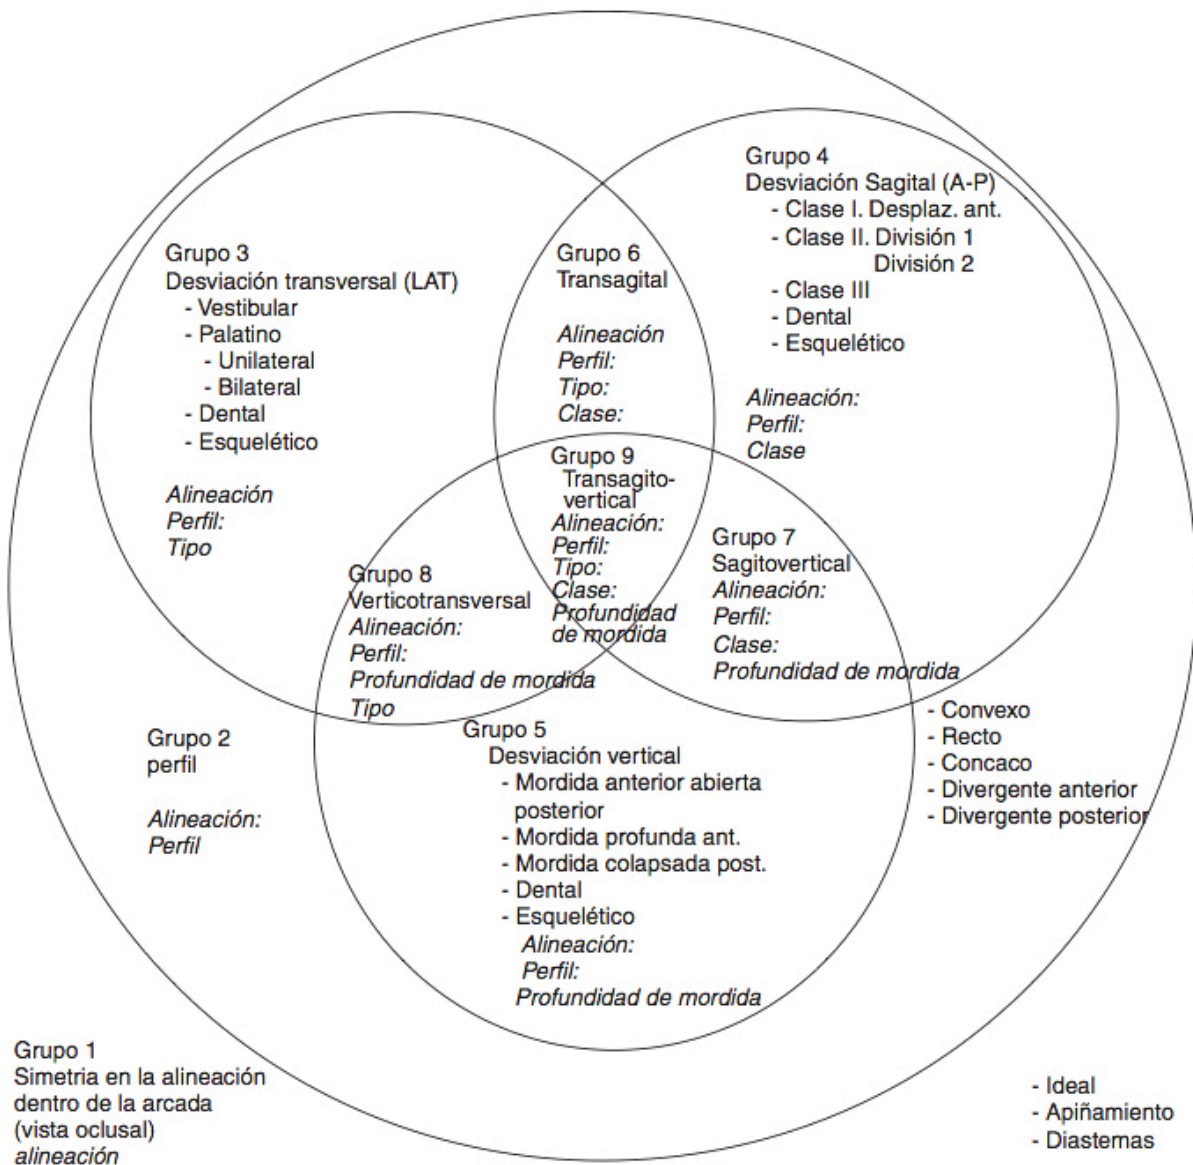 Grupo 4
Desviación Sagital (A-P)
- Clase I. Desplaz. ant.
- Clase II. División 1
División 2
- Clase III
- Dental
- Esquelético
Alineación:
Perfil:
Clase
Grupo 3
Desviación transversal (LAT)
- Vestibular
- Palatino
- Unilateral
- Bilateral
- Dental
- Esquelético
Alineación
Perfil:
Tipo
Grupo 6
Transagital
Alineación
Perfil:
Tipo:
Clase:
Grupo 9
Transagito-
vertical
Alineación:
Perfil:
Tipo:
Clase:
Profundidad
de mordida
Grupo 7
Sagitovertical
Alineación:
Perfil:
Clase:
Profundidad de mordida
Grupo 8
Verticotransversal
Alineación:
Perfil:
Profundidad de mordida
Tipo
Grupo 5
Desviación vertical
- Mordida anterior abierta
posterior
- Mordida profunda ant.
- Mordida colapsada post.
- Dental
- Esquelético
Alineación:
Perfil:
Profundidad de mordida
Grupo 2
perfil
Alineación:
Perfil
- Convexo
- Recto
- Concaco
- Divergente anterior
- Divergente posterior
Grupo 1
Simetria en la alineación
dentro de la arcada
(vista oclusal)
alineación
- Ideal
- Apiñamiento
- Diastemas